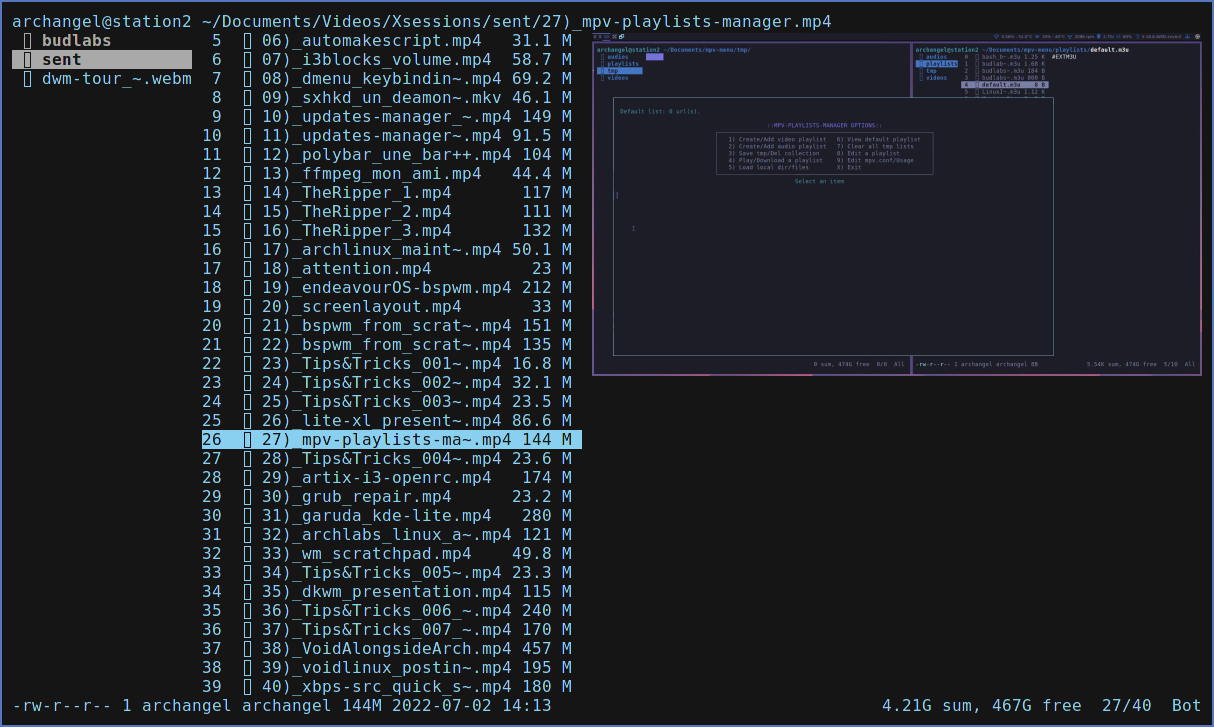 archangel@station2 ~/Documents/Videos/Xsessions/sent/27)_mpv-playlists-manager.mp4
budlabs
sent
dwm-tour_~.webm
5 06)_automakescript.mp4 31.1 M
6 07)_i3blocks_volume.mp4 58.7 M
7 08)_dmenu_keybindin~.mp4 69.2 M
8 09)_sxhkd_un_deamon~.mkv 46.1 M
9 10)_updates-manager_~.mp4 149 M
10 11)_updates-manager~.mp4 91.5 M
11 12)_polybar_une_bar++.mp4 104 M
12 13)_ffmpeg_mon_ami.mp4 44.4 M
13 14)_TheRipper_1.mp4 117 M
14 15)_TheRipper_2.mp4 111 M
15 16)_TheRipper_3.mp4 132 M
16 17)_archlinux_maint~.mp4 50.1 M
17 18)_attention.mp4 23 M
18 19)_endeavourOS-bspwm.mp4 212 M
19 20)_screenlayout.mp4 33 M
20 21)_bspwm_from_scrat~.mp4 151 M
21 22)_bspwm_from_scrat~.mp4 135 M
22 23)_Tips&Tricks_001~.mp4 16.8 M
23 24)_Tips&Tricks_002~.mp4 32.1 M
24 25)_Tips&Tricks_003~.mp4 23.5 M
25 26)_lite-xl_present~.mp4 86.6 M
26 27)_mpv-playlists-ma~.mp4 144 M
27 28)_Tips&Tricks_004~.mp4 23.6 M
28 29)_artix-i3-openrc.mp4 174 M
29 30)_grub_repair.mp4 23.2 M
30 31)_garuda_kde-lite.mp4 280 M
31 32)_archlabs_linux_a~.mp4 121 M
32 33)_wm_scratchpad.mp4 49.8 M
33 34)_Tips&Tricks_005~.mp4 23.3 M
34 35)_dkwm_presentation.mp4 115 M
35 36)_Tips&Tricks_006_~.mp4 240 M
36 37)_Tips&Tricks_007_~.mp4 170 M
37 38)_VoidAlongsideArch.mp4 457 M
38 39)_voidlinux_postin~.mp4 195 M
39 40)_xbps-src_quick_s~.mp4 180 M
archangel@station2 ~/Documents/mpv-menu/tmp/
audios
playlists
tmp
videos
archangel@station2 ~/Documents/mpv-menu/playlists/default.m3u
audios 0 bash_b~.m3u 1.25 K #EXTM3U
playlists 1 budlab~.m3u 1.68 K
tmp 2 budlabs~.m3u 184 B
videos 3
4 default.m3u 8 B
5 Linux1~.m3u 1.12 K
Default list: 0 url(s).
::MPV-PLAYLISTS-MANAGER OPTIONS::
1) Create/Add video playlist 6) View default playlist
2) Create/Add audio playlist 7) Clear all tmp lists
3) Save tmp/Del collection 8) Edit a playlist
4) Play/Download a playlist 9) Edit mpv.conf/Usage
5) Load local dir/files X) Exit
Select an item
0 sum, 474G free 0/0 All
-rw-r--r-- 1 archangel archangel 8B
474G free 5/10 All
-rw-r--r-- 1 archangel archangel 144M 2022-07-02 14:13
4.21G sum, 467G free 27/40 Bot